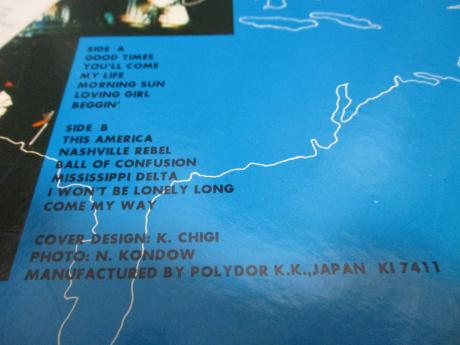 SIDE A
GOOD TIMES
YOU'LL COME
MY LIFE
MORNING SUN
LOVING GIRL
BEGGIN'
SIDE B
THIS AMERICA
NASHVILLE REBEL
BALL OF CONFUSION
MISSISSIPPI DELTA
I WON'T BE LONELY LONG
COME MY WAY
COVER DESIGN: K. CHIGI
PHOTO: N. KONDOW
MANUFACTURED BY POLYDOR K.K.,JAPAN KI 7411